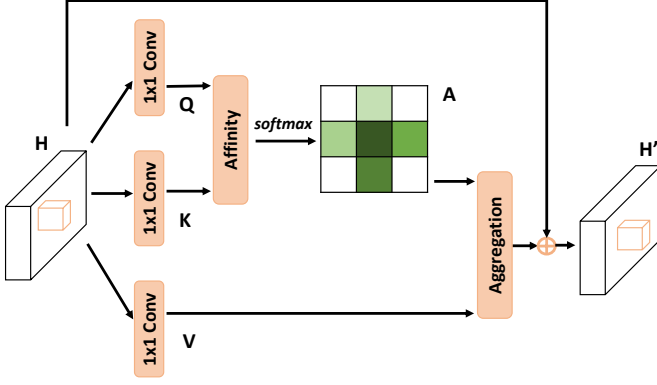 H
1x1 Conv
Q
1x1 Conv
K
1x1 Conv
V
Affinity
softmax
A
Aggregation
H'